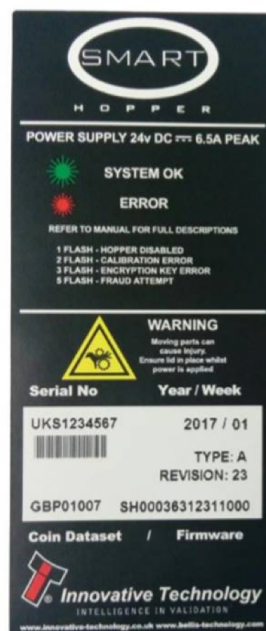 SMART
HOPPER
POWER SUPPLY 24v DC ⎓ 6.5A PEAK
SYSTEM OK
ERROR
REFER TO MANUAL FOR FULL DESCRIPTIONS
1 FLASH - HOPPER DISABLED
2 FLASH - CALIBRATION ERROR
3 FLASH - ENCRYPTION KEY ERROR
5 FLASH - FRAUD ATTEMPT
WARNING
Moving parts can
cause injury.
Ensure lid in place whilst
power is applied
Serial No Year / Week
UKS1234567 2017 / 01
TYPE: A
REVISION: 23
GBP01007 SH00036312311000
Coin Dataset / Firmware
Innovative Technology
INTELLIGENCE IN VALIDATION
www.innovative-technology.co.uk www.bellis-technology.com